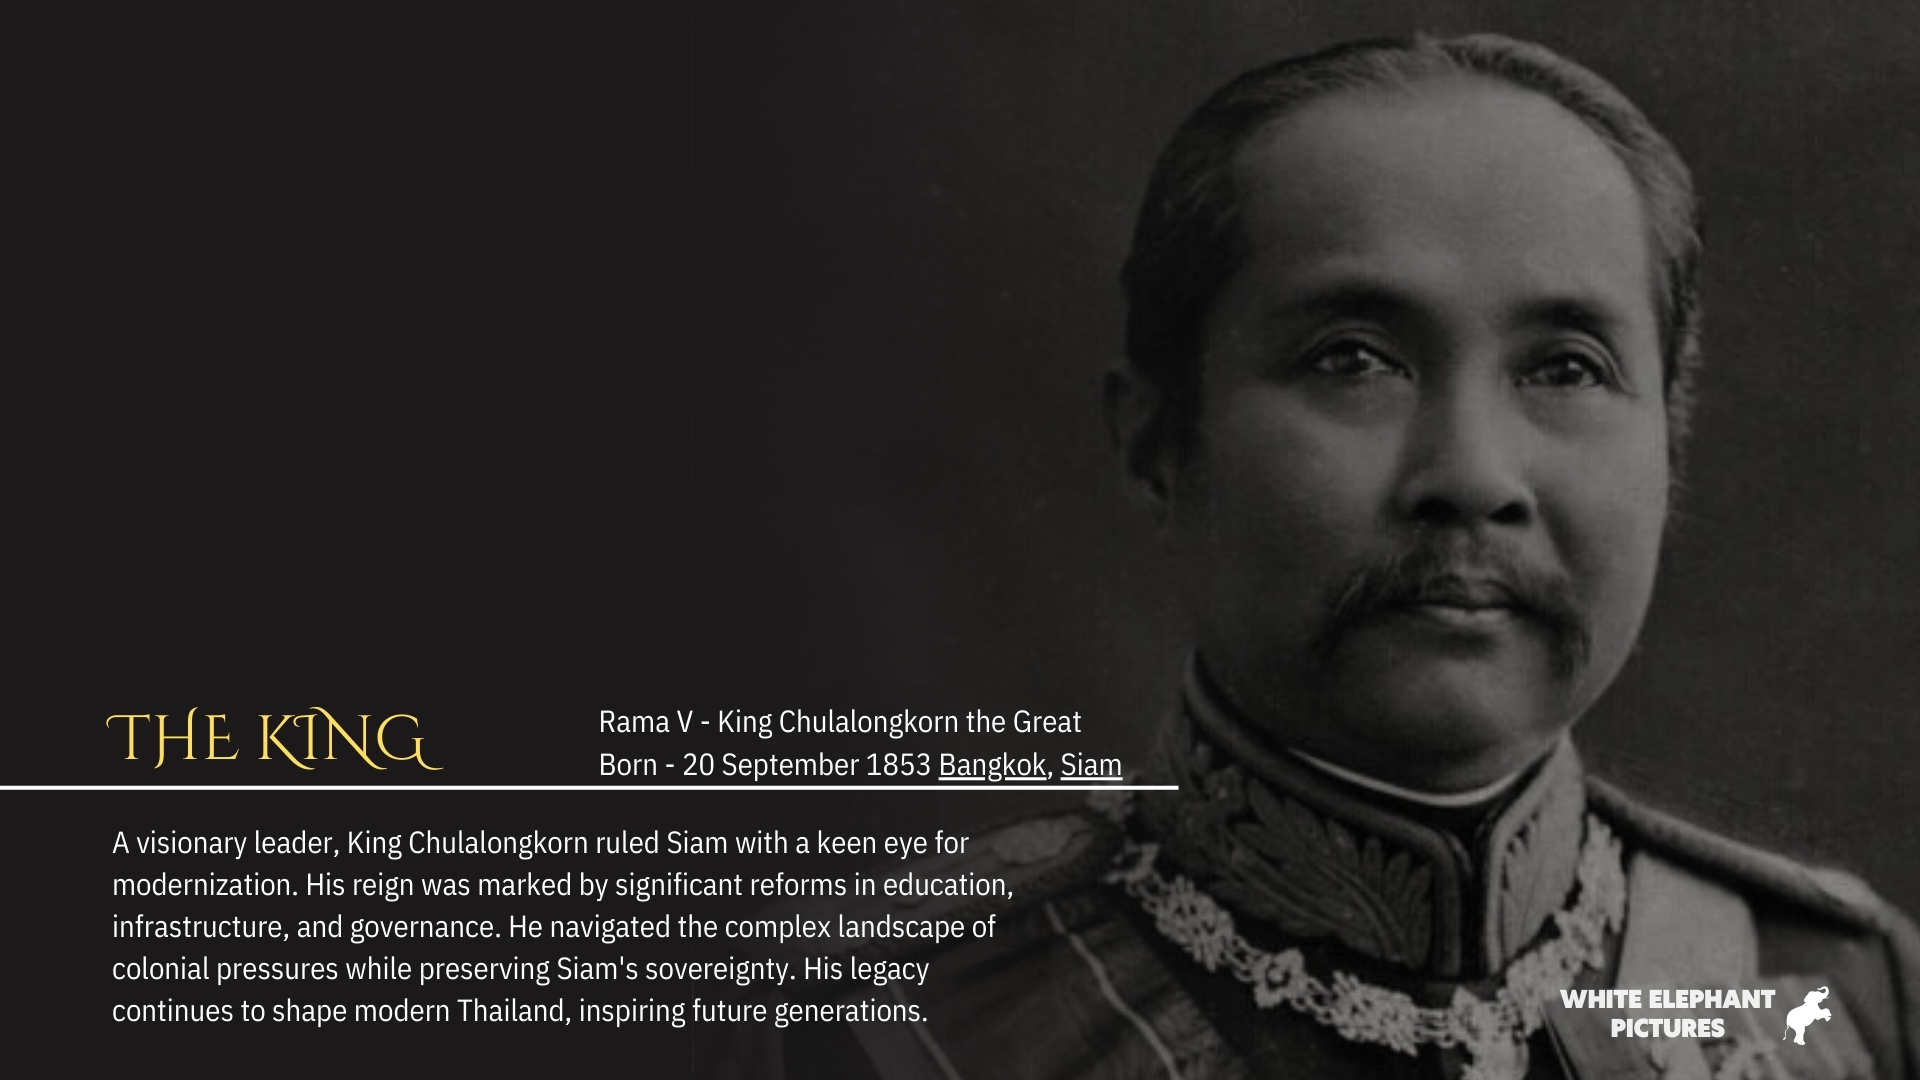 THE KING
Rama V - King Chulalongkorn the Great
Born - 20 September 1853 Bangkok, Siam
A visionary leader, King Chulalongkorn ruled Siam with a keen eye for
modernization. His reign was marked by significant reforms in education,
infrastructure, and governance. He navigated the complex landscape of
colonial pressures while preserving Siam's sovereignty. His legacy
continues to shape modern Thailand, inspiring future generations.
WHITE ELEPHANT
PICTURES